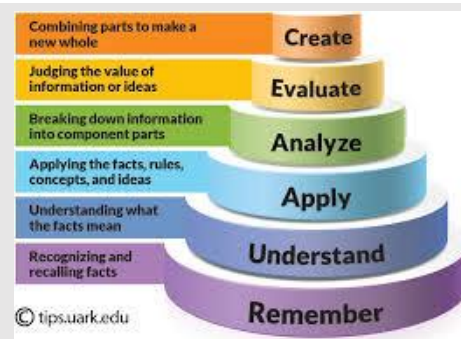 Combining parts to make a
new whole
Create
Judging the value of
information or ideas
Evaluate
Breaking down information
into component parts
Analyze
Applying the facts, rules,
concepts, and ideas
Apply
Understanding what
the facts mean
Understand
Recognizing and
recalling facts
Remember
© tips.uark.edu